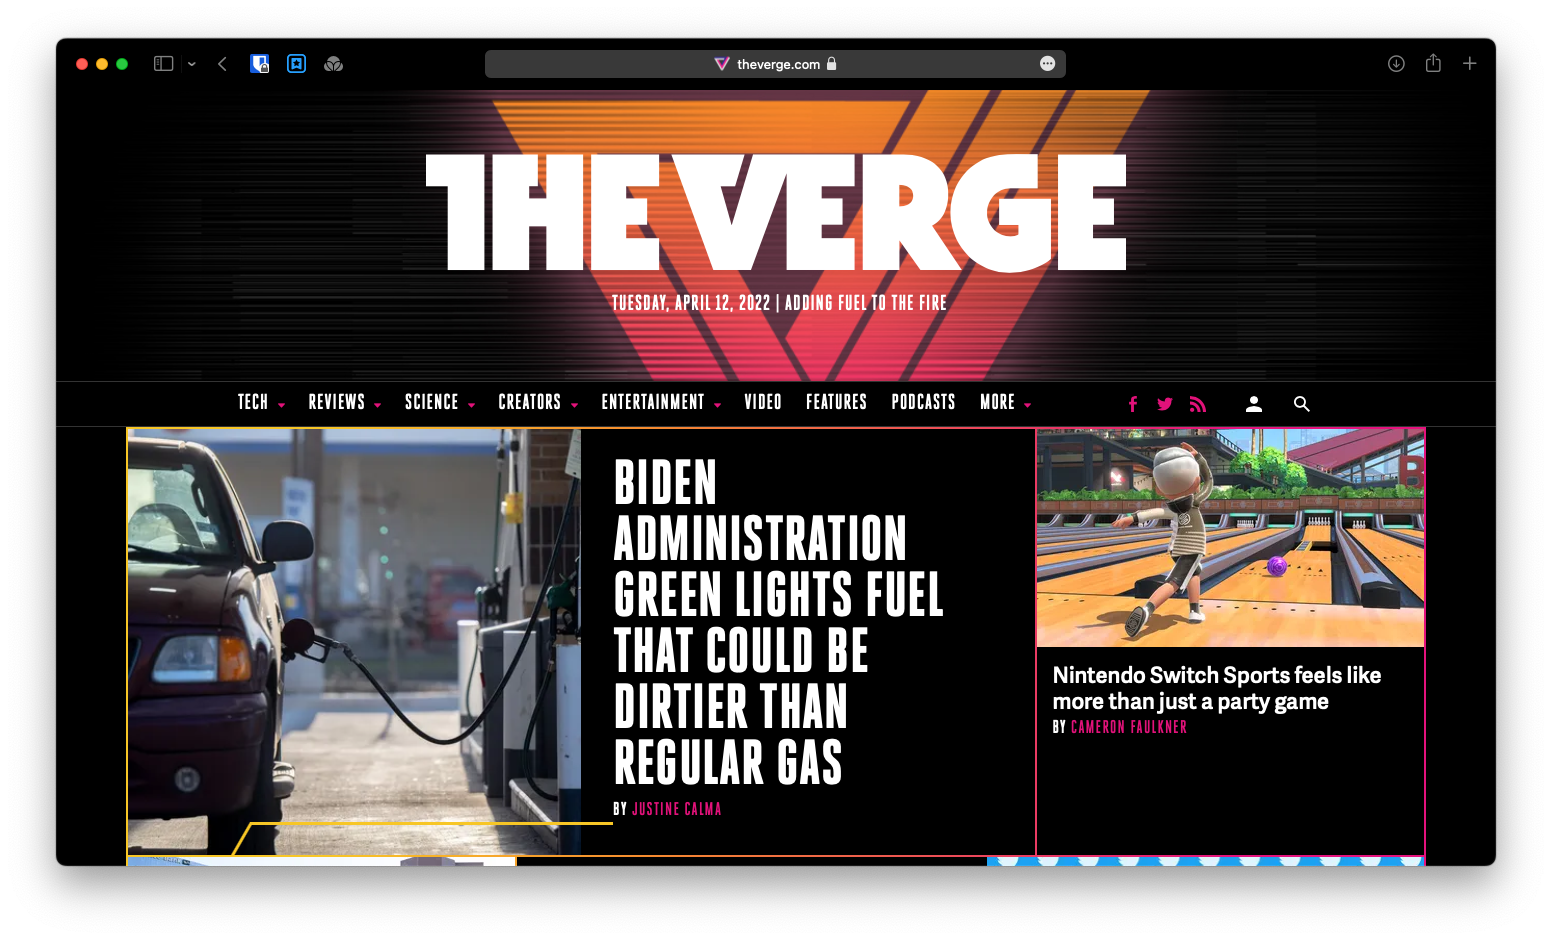 theverge.com
THE VERGE
TUESDAY, APRIL 12, 2022 | ADDING FUEL TO THE FIRE
TECH REVIEWS SCIENCE CREATORS ENTERTAINMENT VIDEO FEATURES PODCASTS MORE
BIDEN
ADMINISTRATION
GREEN LIGHTS FUEL
THAT COULD BE
DIRTIER THAN
REGULAR GAS
BY JUSTINE CALMA
Nintendo Switch Sports feels like
more than just a party game
BY CAMERON FAULKNER